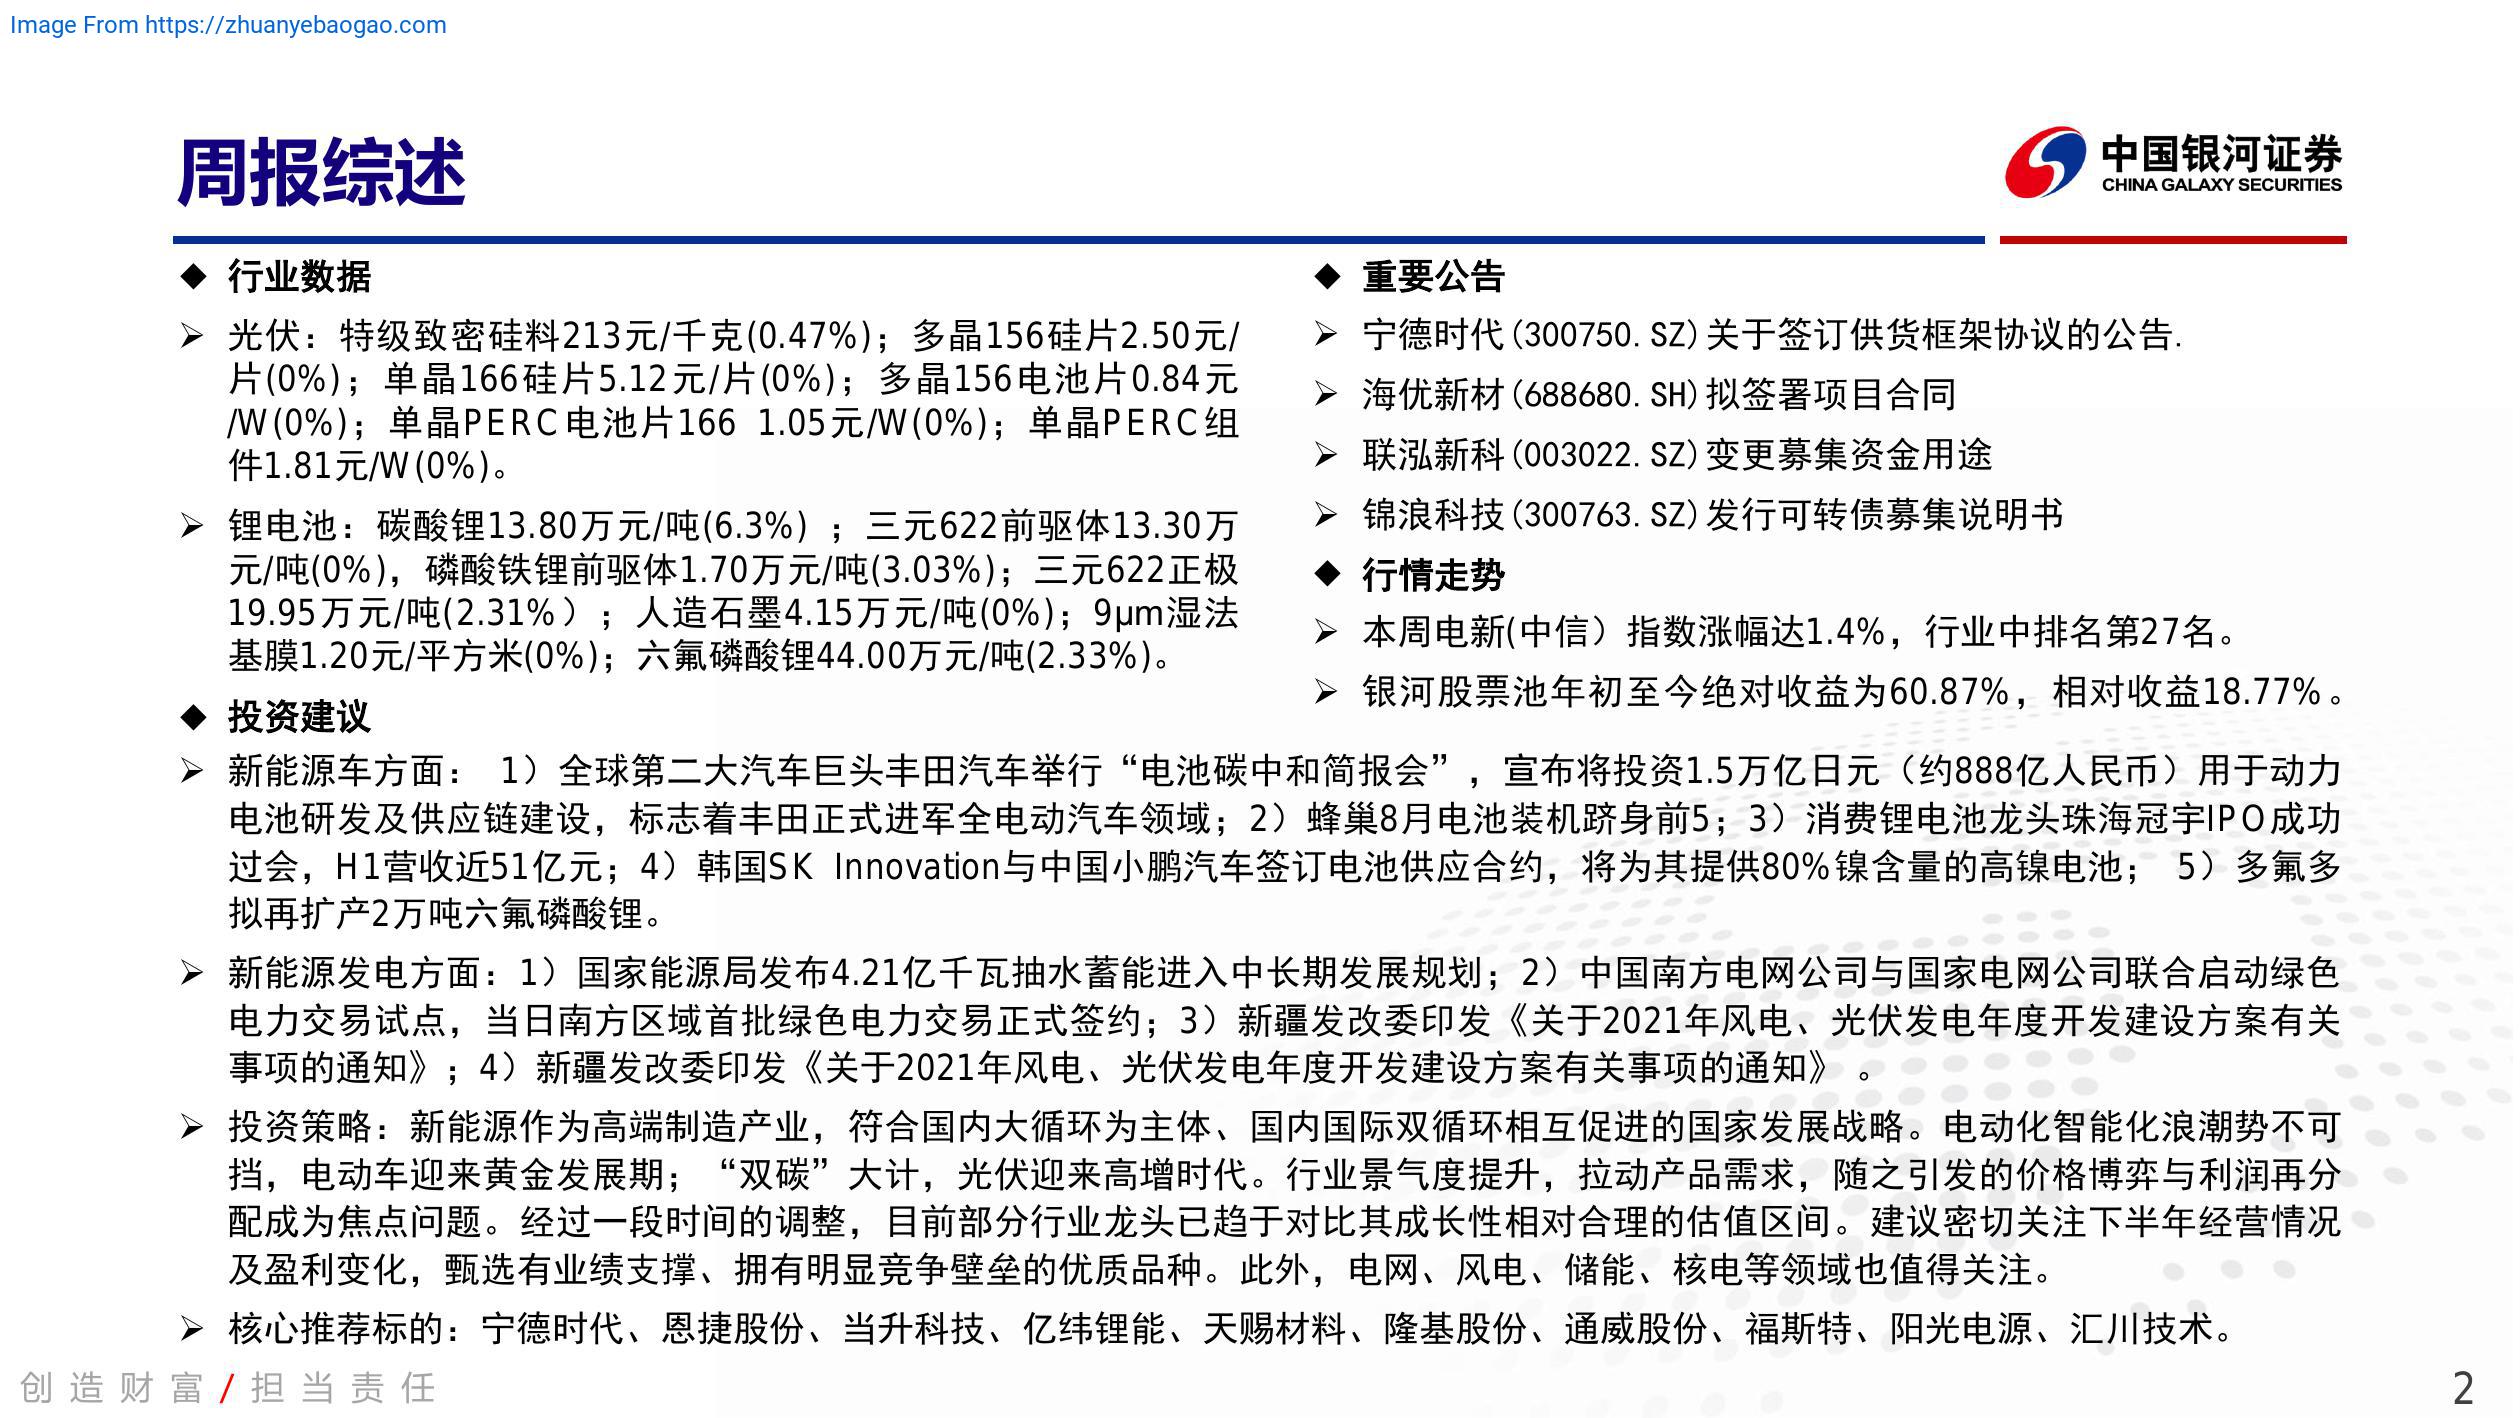 Image From https://zhuanyebaogao.com
周报综述
中国银河证券
CHINA GALAXY SECURITIES
◆ 行业数据
➢ 光伏：特级致密硅料213元/千克(0.47%)；多晶156硅片2.50元/
片(0%)；单晶166硅片5.12元/片(0%)；多晶156电池片0.84元
/W(0%)；单晶PERC电池片166 1.05元/W(0%)；单晶PERC组
件1.81元/W(0%)。
➢ 锂电池：碳酸锂13.80万元/吨(6.3%) ；三元622前驱体13.30万
元/吨(0%)，磷酸铁锂前驱体1.70万元/吨(3.03%)；三元622正极
19.95万元/吨(2.31%）；人造石墨4.15万元/吨(0%)；9μm湿法
基膜1.20元/平方米(0%)；六氟磷酸锂44.00万元/吨(2.33%)。
◆ 重要公告
➢ 宁德时代(300750.SZ)关于签订供货框架协议的公告.
➢ 海优新材(688680.SH)拟签署项目合同
➢ 联泓新科(003022.SZ)变更募集资金用途
➢ 锦浪科技(300763.SZ)发行可转债募集说明书
◆ 行情走势
➢ 本周电新(中信）指数涨幅达1.4%，行业中排名第27名。
➢ 银河股票池年初至今绝对收益为60.87%，相对收益18.77%。
◆ 投资建议
➢ 新能源车方面： 1）全球第二大汽车巨头丰田汽车举行“电池碳中和简报会”，宣布将投资1.5万亿日元（约888亿人民币）用于动力
电池研发及供应链建设，标志着丰田正式进军全电动汽车领域；2）蜂巢8月电池装机跻身前5；3）消费锂电池龙头珠海冠宇IPO成功
过会，H1营收近51亿元；4）韩国SK Innovation与中国小鹏汽车签订电池供应合约，将为其提供80%镍含量的高镍电池； 5）多氟多
拟再扩产2万吨六氟磷酸锂。
➢ 新能源发电方面：1）国家能源局发布4.21亿千瓦抽水蓄能进入中长期发展规划；2）中国南方电网公司与国家电网公司联合启动绿色
电力交易试点，当日南方区域首批绿色电力交易正式签约；3）新疆发改委印发《关于2021年风电、光伏发电年度开发建设方案有关
事项的通知》；4）新疆发改委印发《关于2021年风电、光伏发电年度开发建设方案有关事项的通知》 。
➢ 投资策略：新能源作为高端制造产业，符合国内大循环为主体、国内国际双循环相互促进的国家发展战略。电动化智能化浪潮势不可
挡，电动车迎来黄金发展期；“双碳”大计，光伏迎来高增时代。行业景气度提升，拉动产品需求，随之引发的价格博弈与利润再分
配成为焦点问题。经过一段时间的调整，目前部分行业龙头已趋于对比其成长性相对合理的估值区间。建议密切关注下半年经营情况
及盈利变化，甄选有业绩支撑、拥有明显竞争壁垒的优质品种。此外，电网、风电、储能、核电等领域也值得关注。
➢ 核心推荐标的：宁德时代、恩捷股份、当升科技、亿纬锂能、天赐材料、隆基股份、通威股份、福斯特、阳光电源、汇川技术。
创造财富/担当责任
2